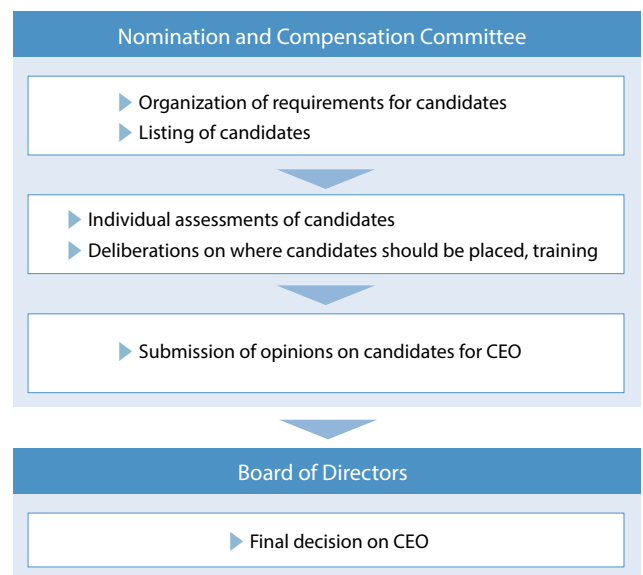 Nomination and Compensation Committee
Organization of requirements for candidates
Listing of candidates
Individual assessments of candidates
Deliberations on where candidates should be placed, training
Submission of opinions on candidates for CEO
Board of Directors
Final decision on CEO